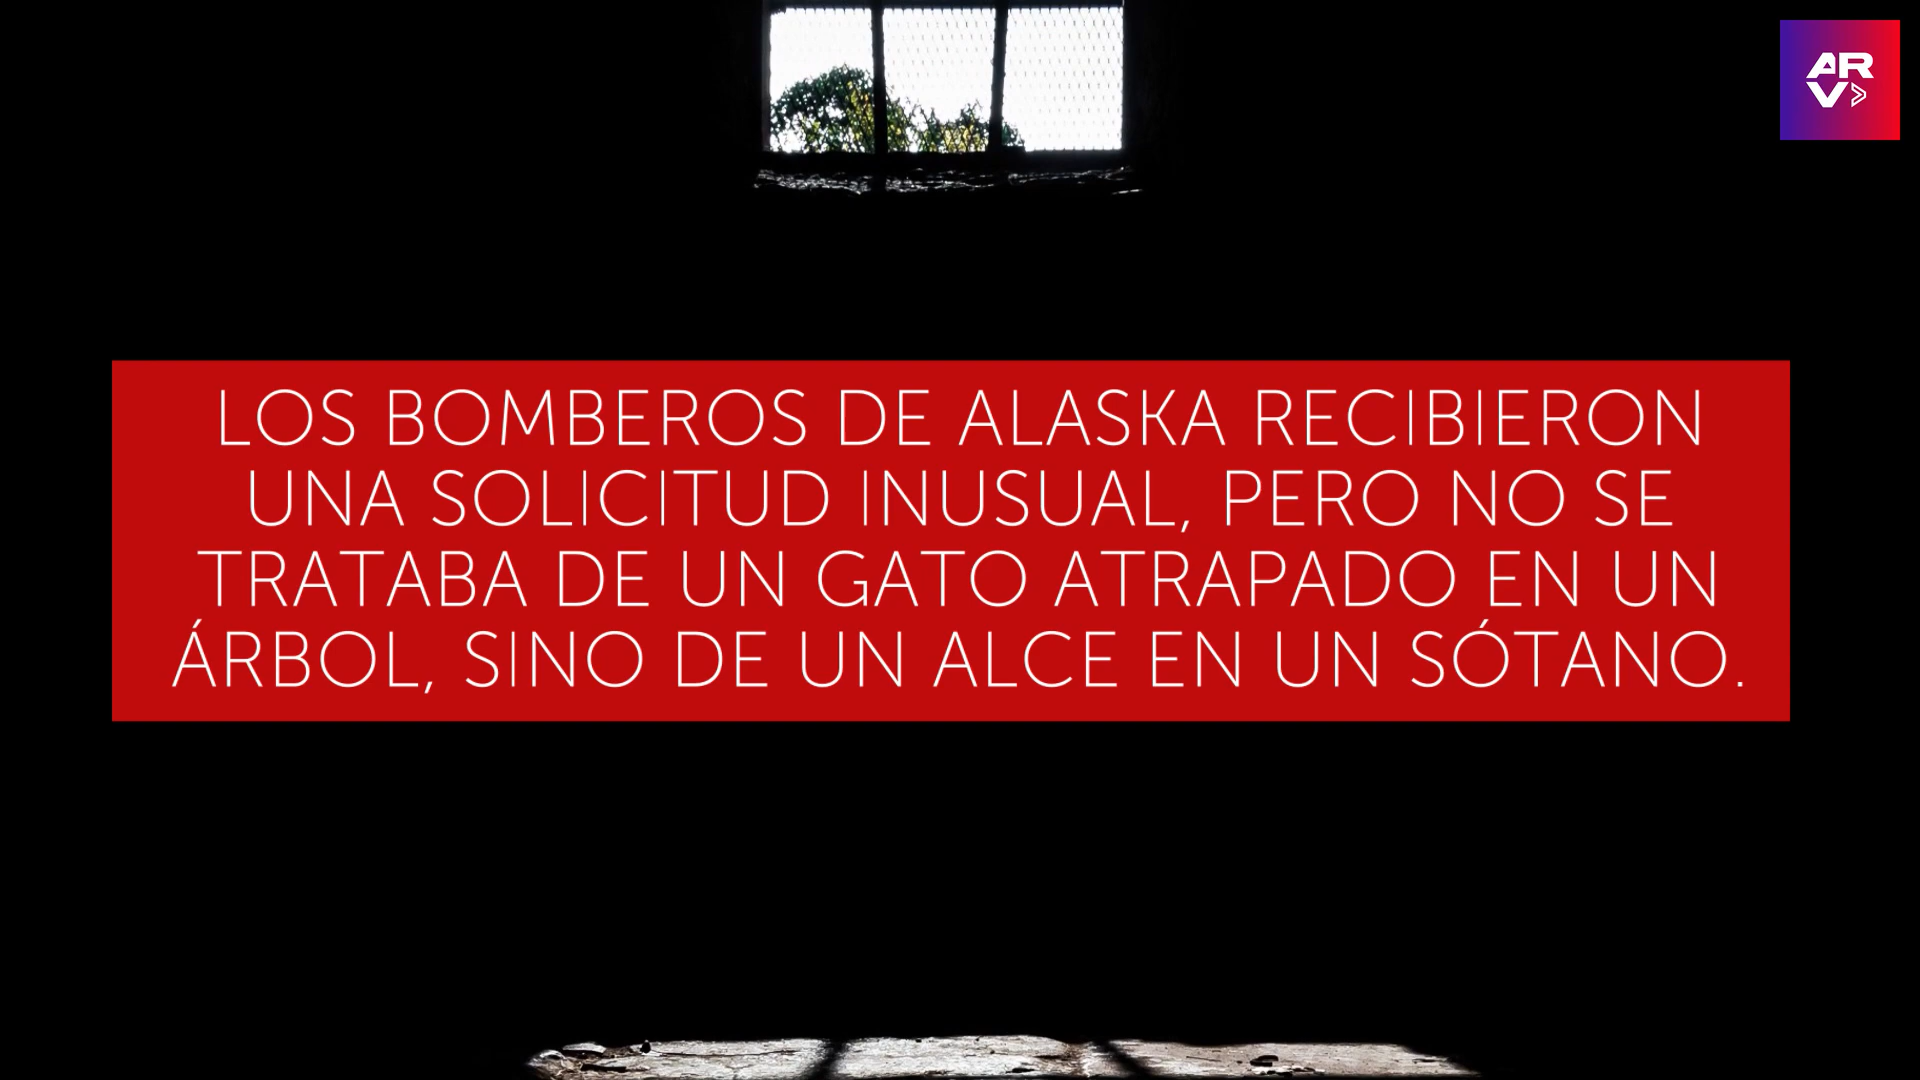 AR
V
LOS BOMBEROS DE ALASKA RECIBIERON
UNA SOLICITUD INUSUAL, PERO NO SE
TRATABA DE UN GATO ATRAPADO EN UN
ÁRBOL, SINO DE UN ALCE EN UN SÓTANO.